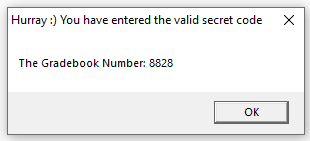 Hurray :) You have entered the valid secret code
The Gradebook Number: 8828
OK